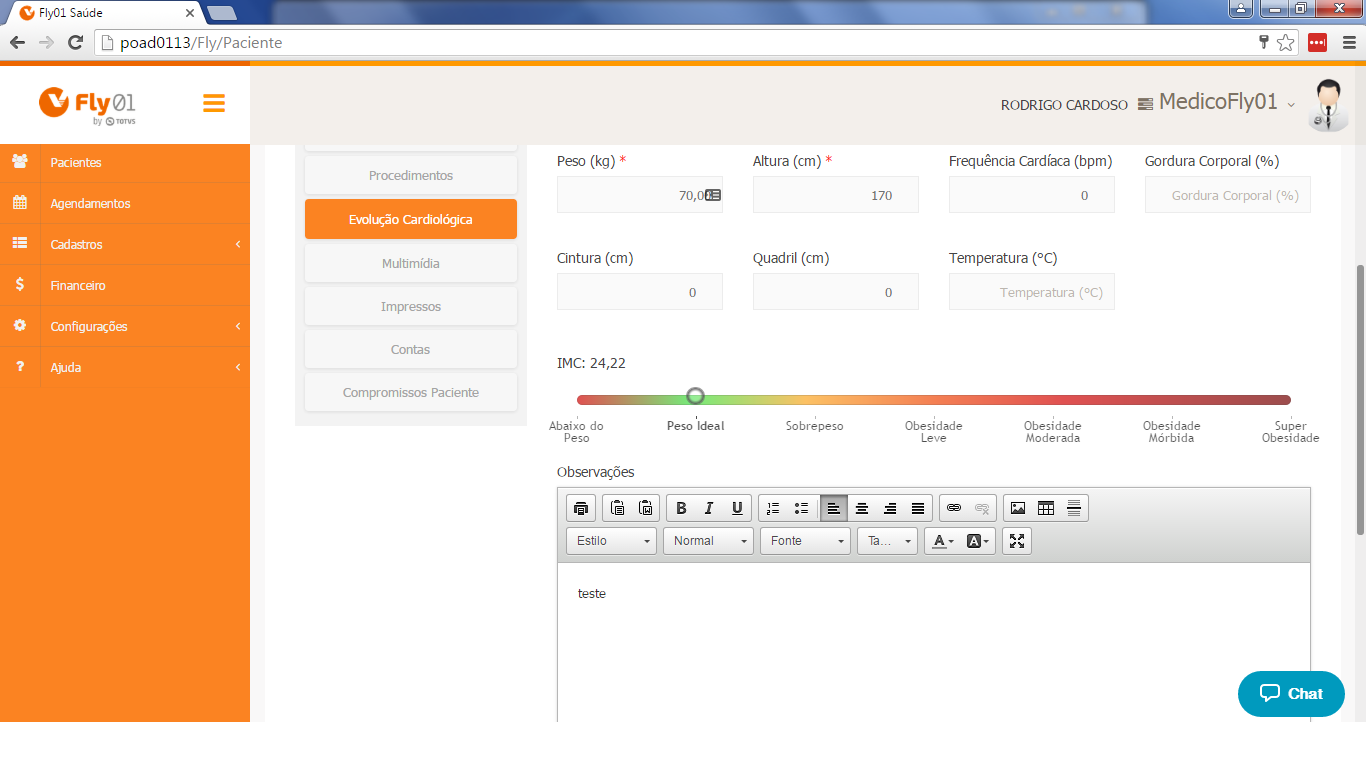 Fly01 Saúde
poad0113/Fly/Paciente
Fly01
by TOTVS
RODRIGO CARDOSO MedicoFly01
Pacientes
Agendamentos
Cadastros
Financeiro
Configurações
Ajuda
Procedimentos
Evolução Cardiológica
Multimídia
Impressos
Contas
Compromissos Paciente
Peso (kg) * Altura (cm) * Frequência Cardíaca (bpm) Gordura Corporal (%)
70,0 170 0 Gordura Corporal (%)
Cintura (cm) Quadril (cm) Temperatura (°C)
0 0 Temperatura (°C)
IMC: 24,22
Abaixo do Peso Peso Ideal Sobrepeso Obesidade Leve Obesidade Moderada Obesidade Mórbida Super Obesidade
Observações
B I U
Estilo Normal Fonte Ta... A A
teste
Chat